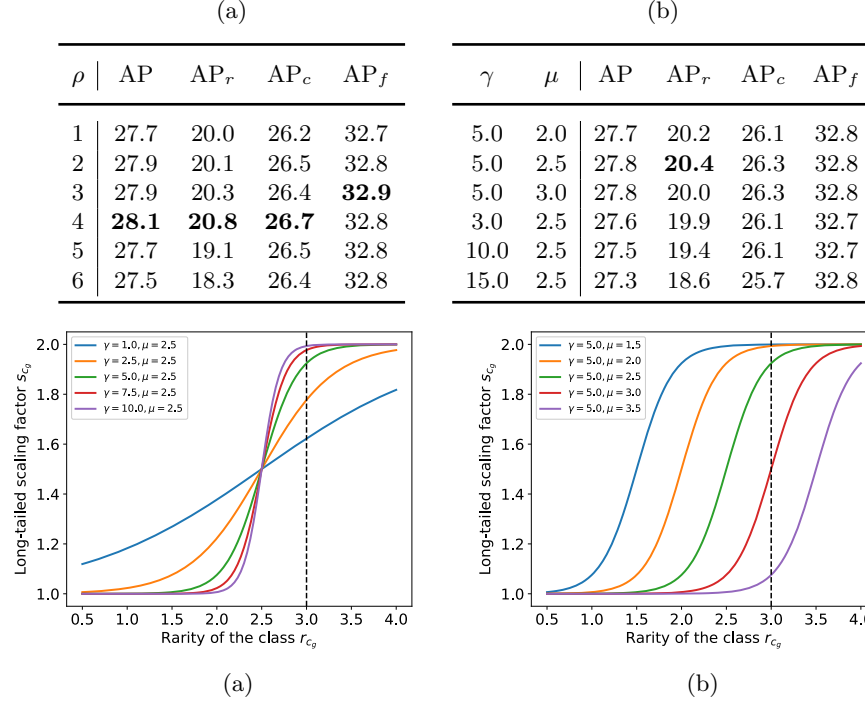 (a)
(b)
ρ AP AP_r AP_c AP_f
1 27.7 20.0 26.2 32.7
2 27.9 20.1 26.5 32.8
3 27.9 20.3 26.4 32.9
4 28.1 20.8 26.7 32.8
5 27.7 19.1 26.5 32.8
6 27.5 18.3 26.4 32.8
γ μ AP AP_r AP_c AP_f
5.0 2.0 27.7 20.2 26.1 32.8
5.0 2.5 27.8 20.4 26.3 32.8
5.0 3.0 27.8 20.0 26.3 32.8
3.0 2.5 27.6 19.9 26.1 32.7
10.0 2.5 27.5 19.4 26.1 32.7
15.0 2.5 27.3 18.6 25.7 32.8
Long-tailed scaling factor s_{c_g}
2.0
1.8
1.6
1.4
1.2
1.0
γ = 1.0, μ = 2.5
γ = 2.5, μ = 2.5
γ = 5.0, μ = 2.5
γ = 7.5, μ = 2.5
γ = 10.0, μ = 2.5
0.5 1.0 1.5 2.0 2.5 3.0 3.5 4.0
Rarity of the class r_{c_g}
(a)
Long-tailed scaling factor s_{c_g}
2.0
1.8
1.6
1.4
1.2
1.0
γ = 5.0, μ = 1.5
γ = 5.0, μ = 2.0
γ = 5.0, μ = 2.5
γ = 5.0, μ = 3.0
γ = 5.0, μ = 3.5
0.5 1.0 1.5 2.0 2.5 3.0 3.5 4.0
Rarity of the class r_{c_g}
(b)